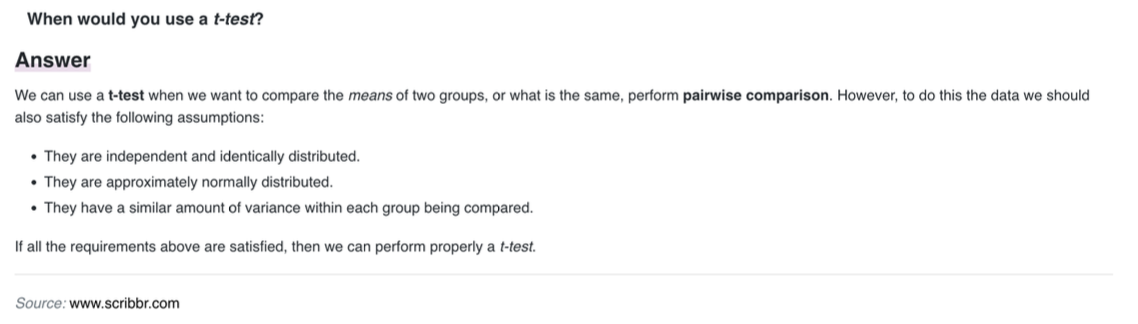 When would you use a t-test?
Answer
We can use a t-test when we want to compare the means of two groups, or what is the same, perform pairwise comparison. However, to do this the data we should
also satisfy the following assumptions:
• They are independent and identically distributed.
• They are approximately normally distributed.
• They have a similar amount of variance within each group being compared.
If all the requirements above are satisfied, then we can perform properly a t-test.
Source: www.scribbr.com